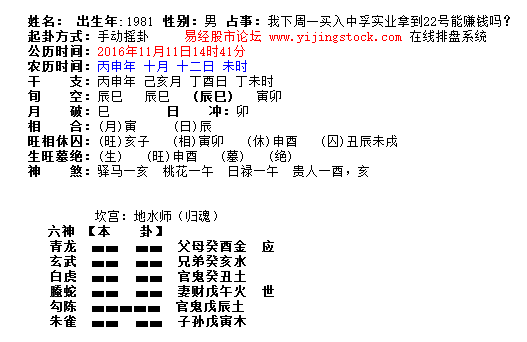 姓名： 出生年:1981 性别：男 占事：我下周一买入中孚实业拿到22号能赚钱吗?
起卦方式：手动摇卦 易经股市论坛 www.yijingstock.com 在线排盘系统
公历时间：2016年11月11日14时41分
农历时间：丙申年 十月 十二日 未时
干 支：丙申年 己亥月 丁酉日 丁未时
旬 空：辰巳 辰巳 (辰巳) 寅卯
月 破：巳 日 冲：卯
相 合：(月)寅 (日)辰
旺相休囚：(旺)亥子 (相)寅卯 (休)申酉 (囚)丑辰未戌
生旺墓绝：(生) (旺)申酉 (墓) (绝)
神 煞：驿马—亥 桃花—午 日禄—午 贵人—酉，亥
坎宫：地水师（归魂）
六神 【本 卦】
青龙 父母癸酉金 应
玄武 兄弟癸亥水
白虎 官鬼癸丑土
螣蛇 妻财戊午火 世
勾陈 官鬼戊辰土
朱雀 子孙戊寅木